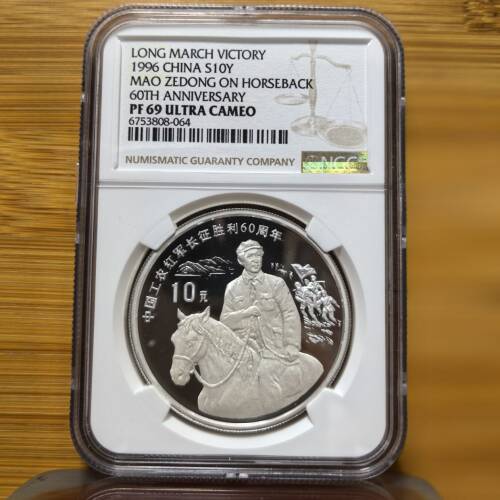 LONG MARCH VICTORY
1996 CHINA S10Y
MAO ZEDONG ON HORSEBACK
60TH ANNIVERSARY
PF 69 ULTRA CAMEO
6753808-064
NUMISMATIC GUARANTY COMPANY
NGC
中国工农红军长征胜利60周年
10元